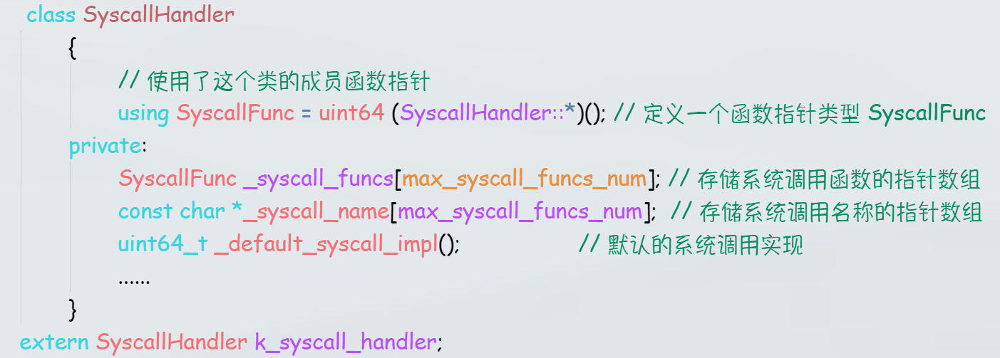 class SyscallHandler
{
// 使用了这个类的成员函数指针
using SyscallFunc = uint64 (SyscallHandler::*)(); // 定义一个函数指针类型 SyscallFunc
private:
SyscallFunc _syscall_funcs[max_syscall_funcs_num]; // 存储系统调用函数的指针数组
const char *_syscall_name[max_syscall_funcs_num]; // 存储系统调用名称的指针数组
uint64_t _default_syscall_impl(); // 默认的系统调用实现
......
}
extern SyscallHandler k_syscall_handler;